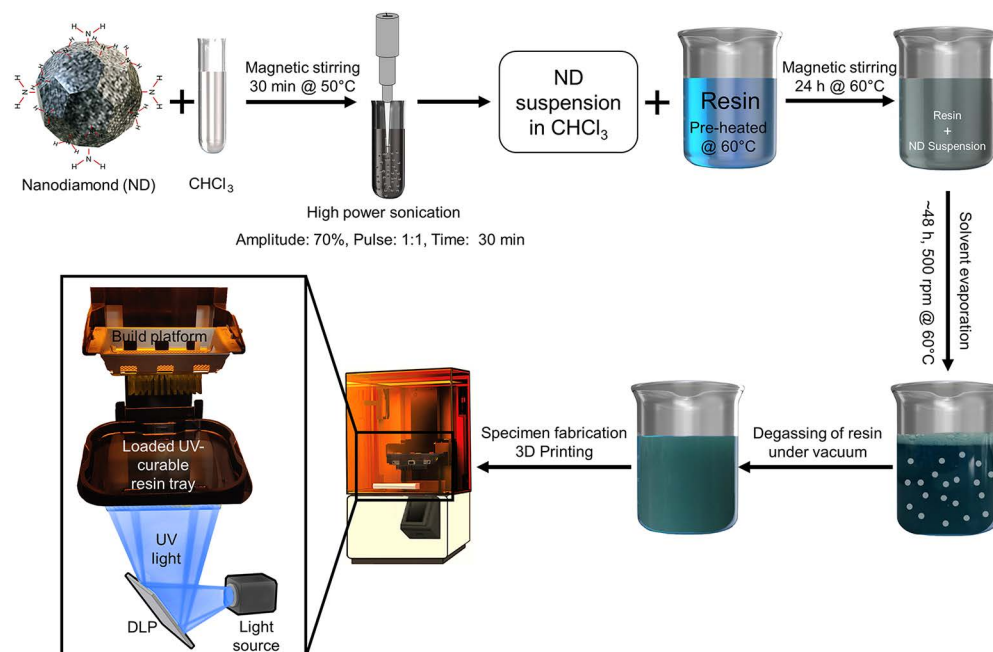 Nanodiamond (ND)
+
CHCl₃
Magnetic stirring
30 min @ 50°C
High power sonication
Amplitude: 70%, Pulse: 1:1, Time: 30 min
ND
suspension
in CHCl₃
+
Resin
Pre-heated
@ 60°C
Magnetic stirring
24 h @ 60°C
Resin
+
ND Suspension
Solvent evaporation
~48 h, 500 rpm @ 60°C
Degassing of resin
under vacuum
Specimen fabrication
3D Printing
Build platform
Loaded UV-
curable
resin tray
UV
light
DLP
Light
source